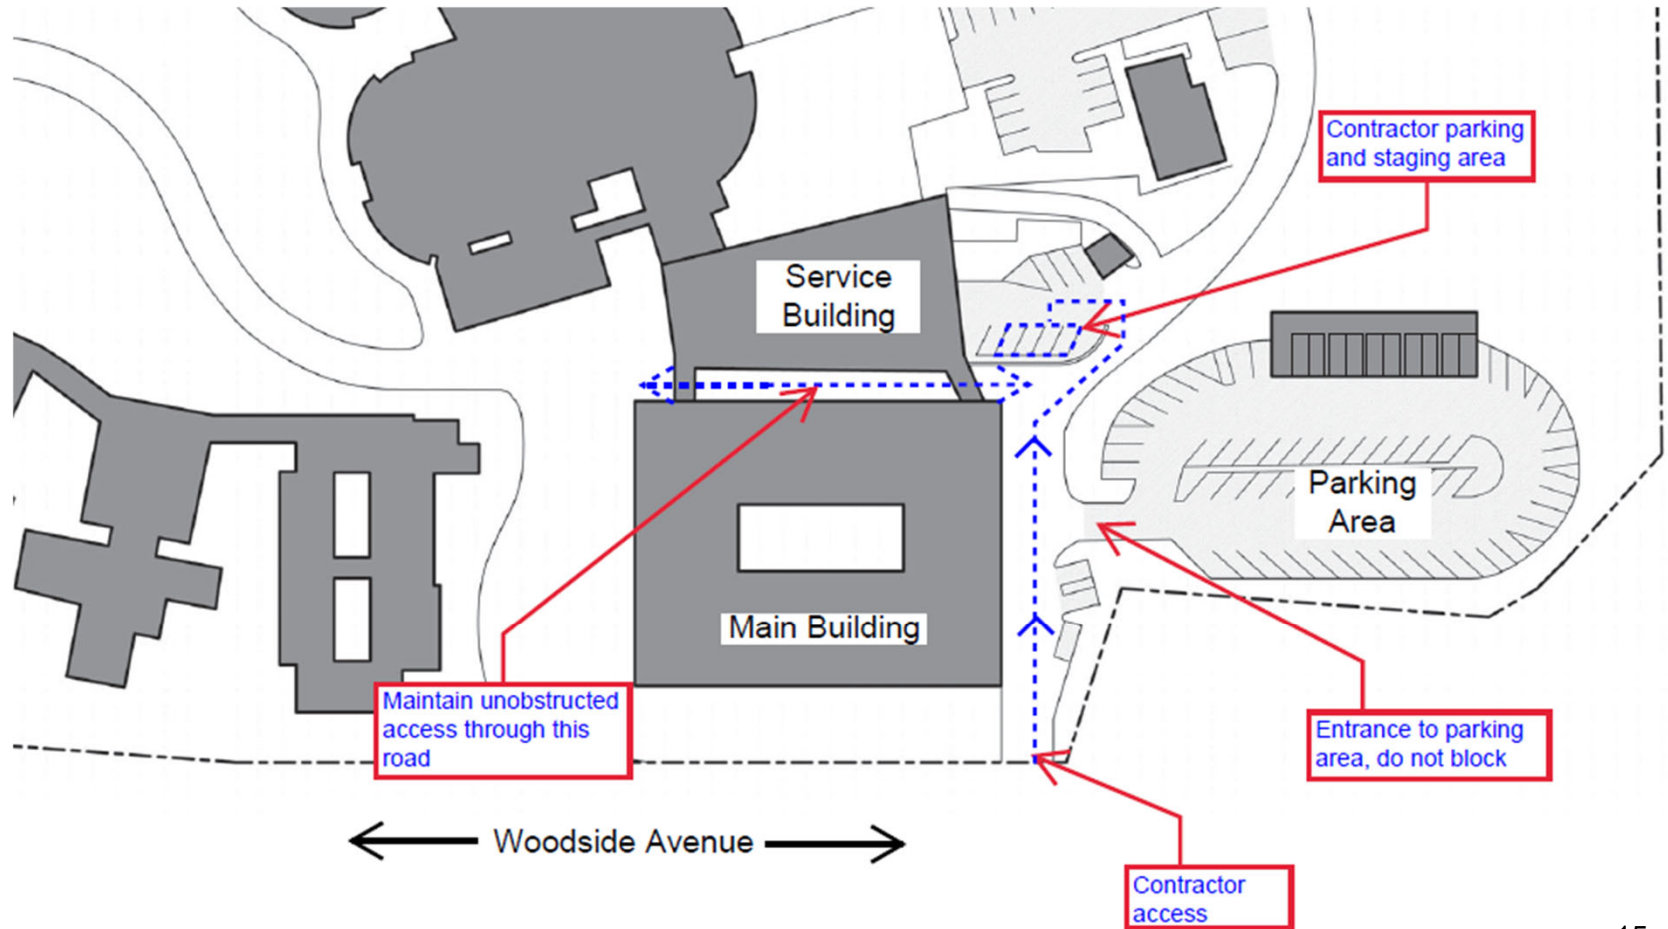 Contractor parking
and staging area
Service
Building
Parking
Area
Main Building
Maintain unobstructed
access through this
road
Entrance to parking
area, do not block
Woodside Avenue
Contractor
access